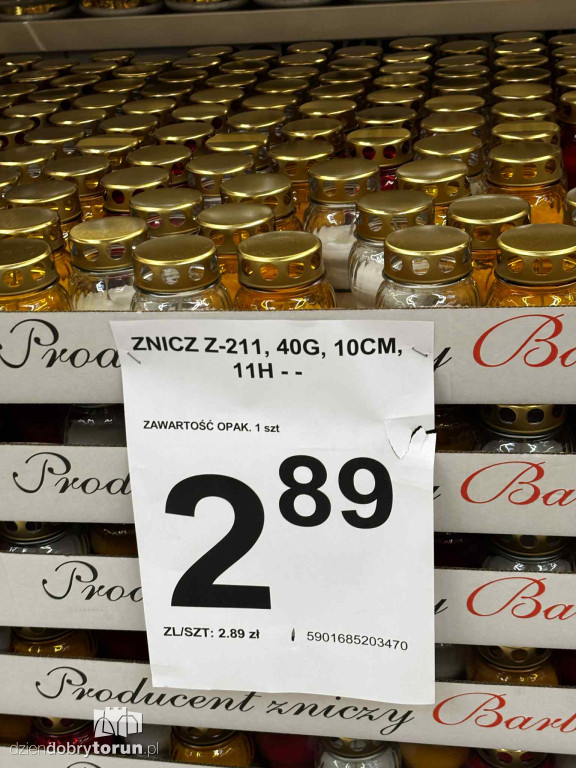 ZNICZ Z-211, 40G, 10CM,
11H - -
ZAWARTOŚĆ OPAK. 1 szt
2 89
ZL/SZT: 2.89 zł
5901685203470
Producent zniczy
dziendobrytorun.pl